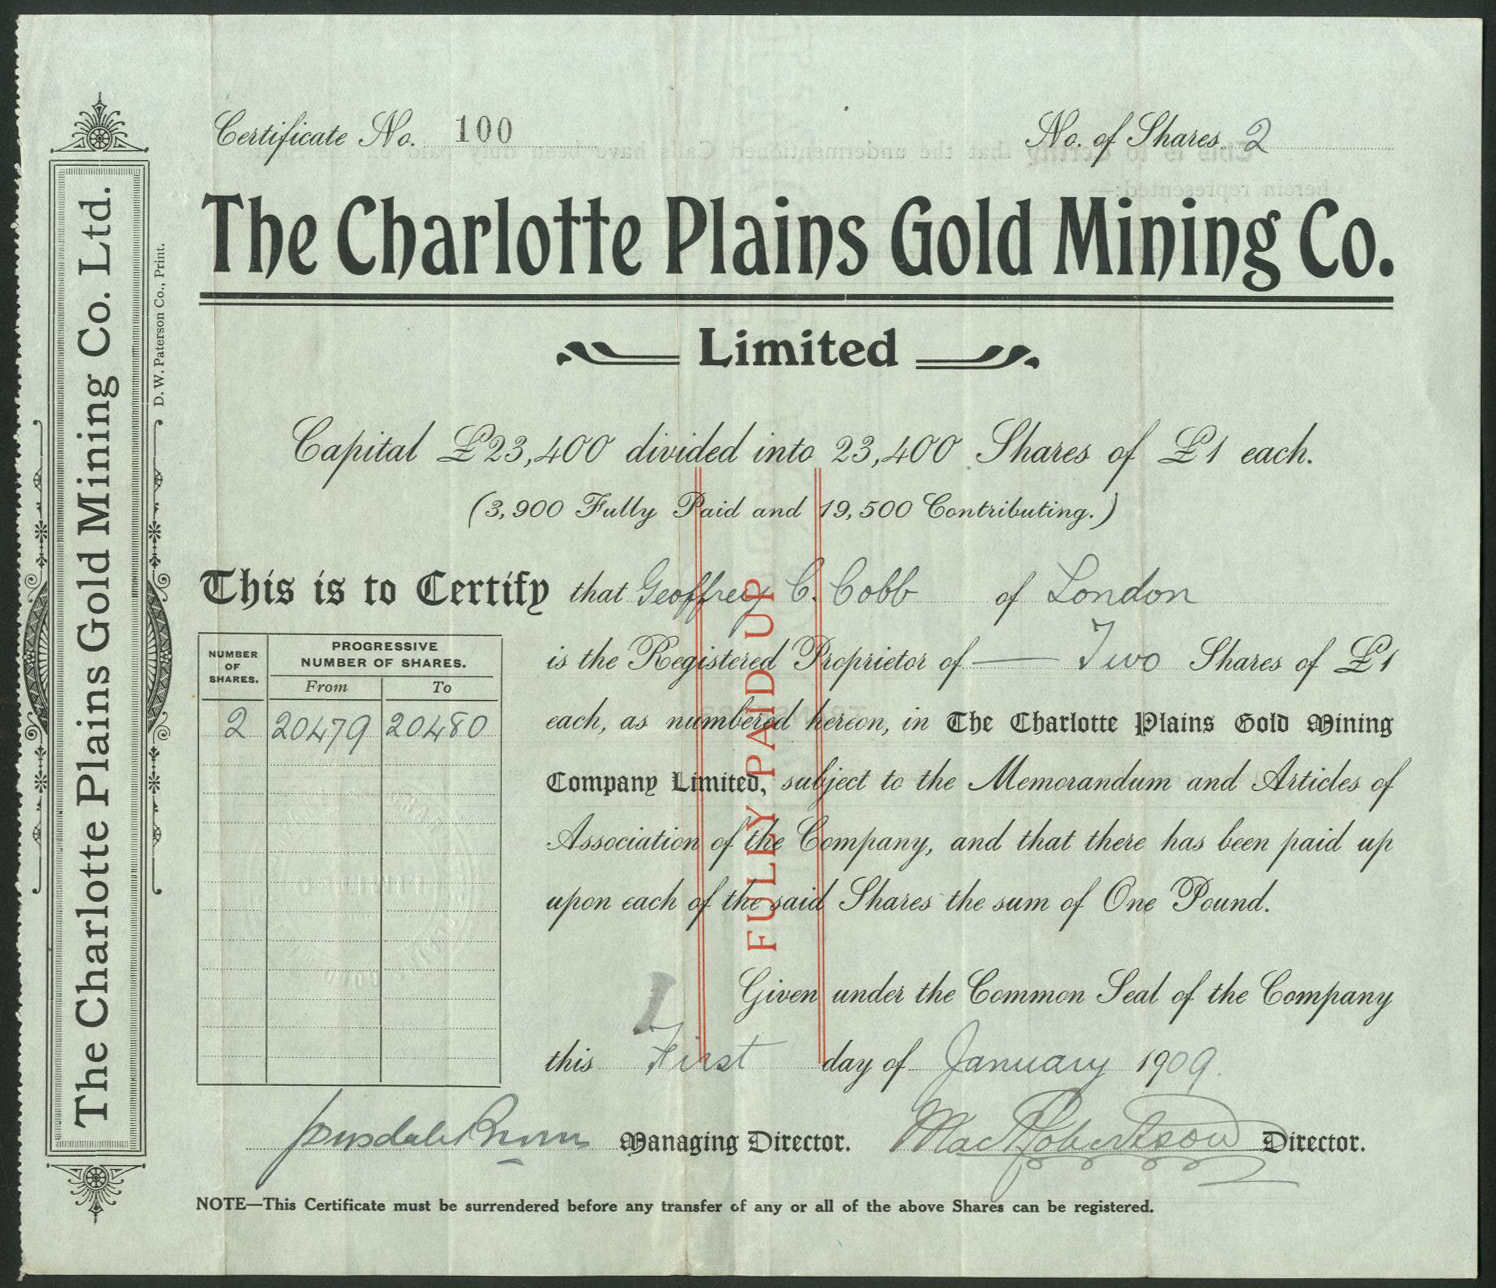 Certificate No. 100
No. of Shares 2
The Charlotte Plains Gold Mining Co.
Limited
Capital £23,400 divided into 23,400 Shares of £1 each.
(3,900 Fully Paid and 19,500 Contributing.)
This is to Certify that Geoffrey C. Cobb of London
is the Registered Proprietor of — Two Shares of £1
each, as numbered hereon, in The Charlotte Plains Gold Mining
Company Limited, subject to the Memorandum and Articles of
Association of the Company, and that there has been paid up
upon each of the said Shares the sum of One Pound.
Given under the Common Seal of the Company
this First day of January 1909.
NUMBER OF SHARES.
PROGRESSIVE NUMBER OF SHARES.
From To
2 20479 20480
FULLY PAID UP
Managing Director. MacRobertson Director.
NOTE—This Certificate must be surrendered before any transfer of any or all of the above Shares can be registered.
The Charlotte Plains Gold Mining Co. Ltd.
D. W. Paterson Co., Print.